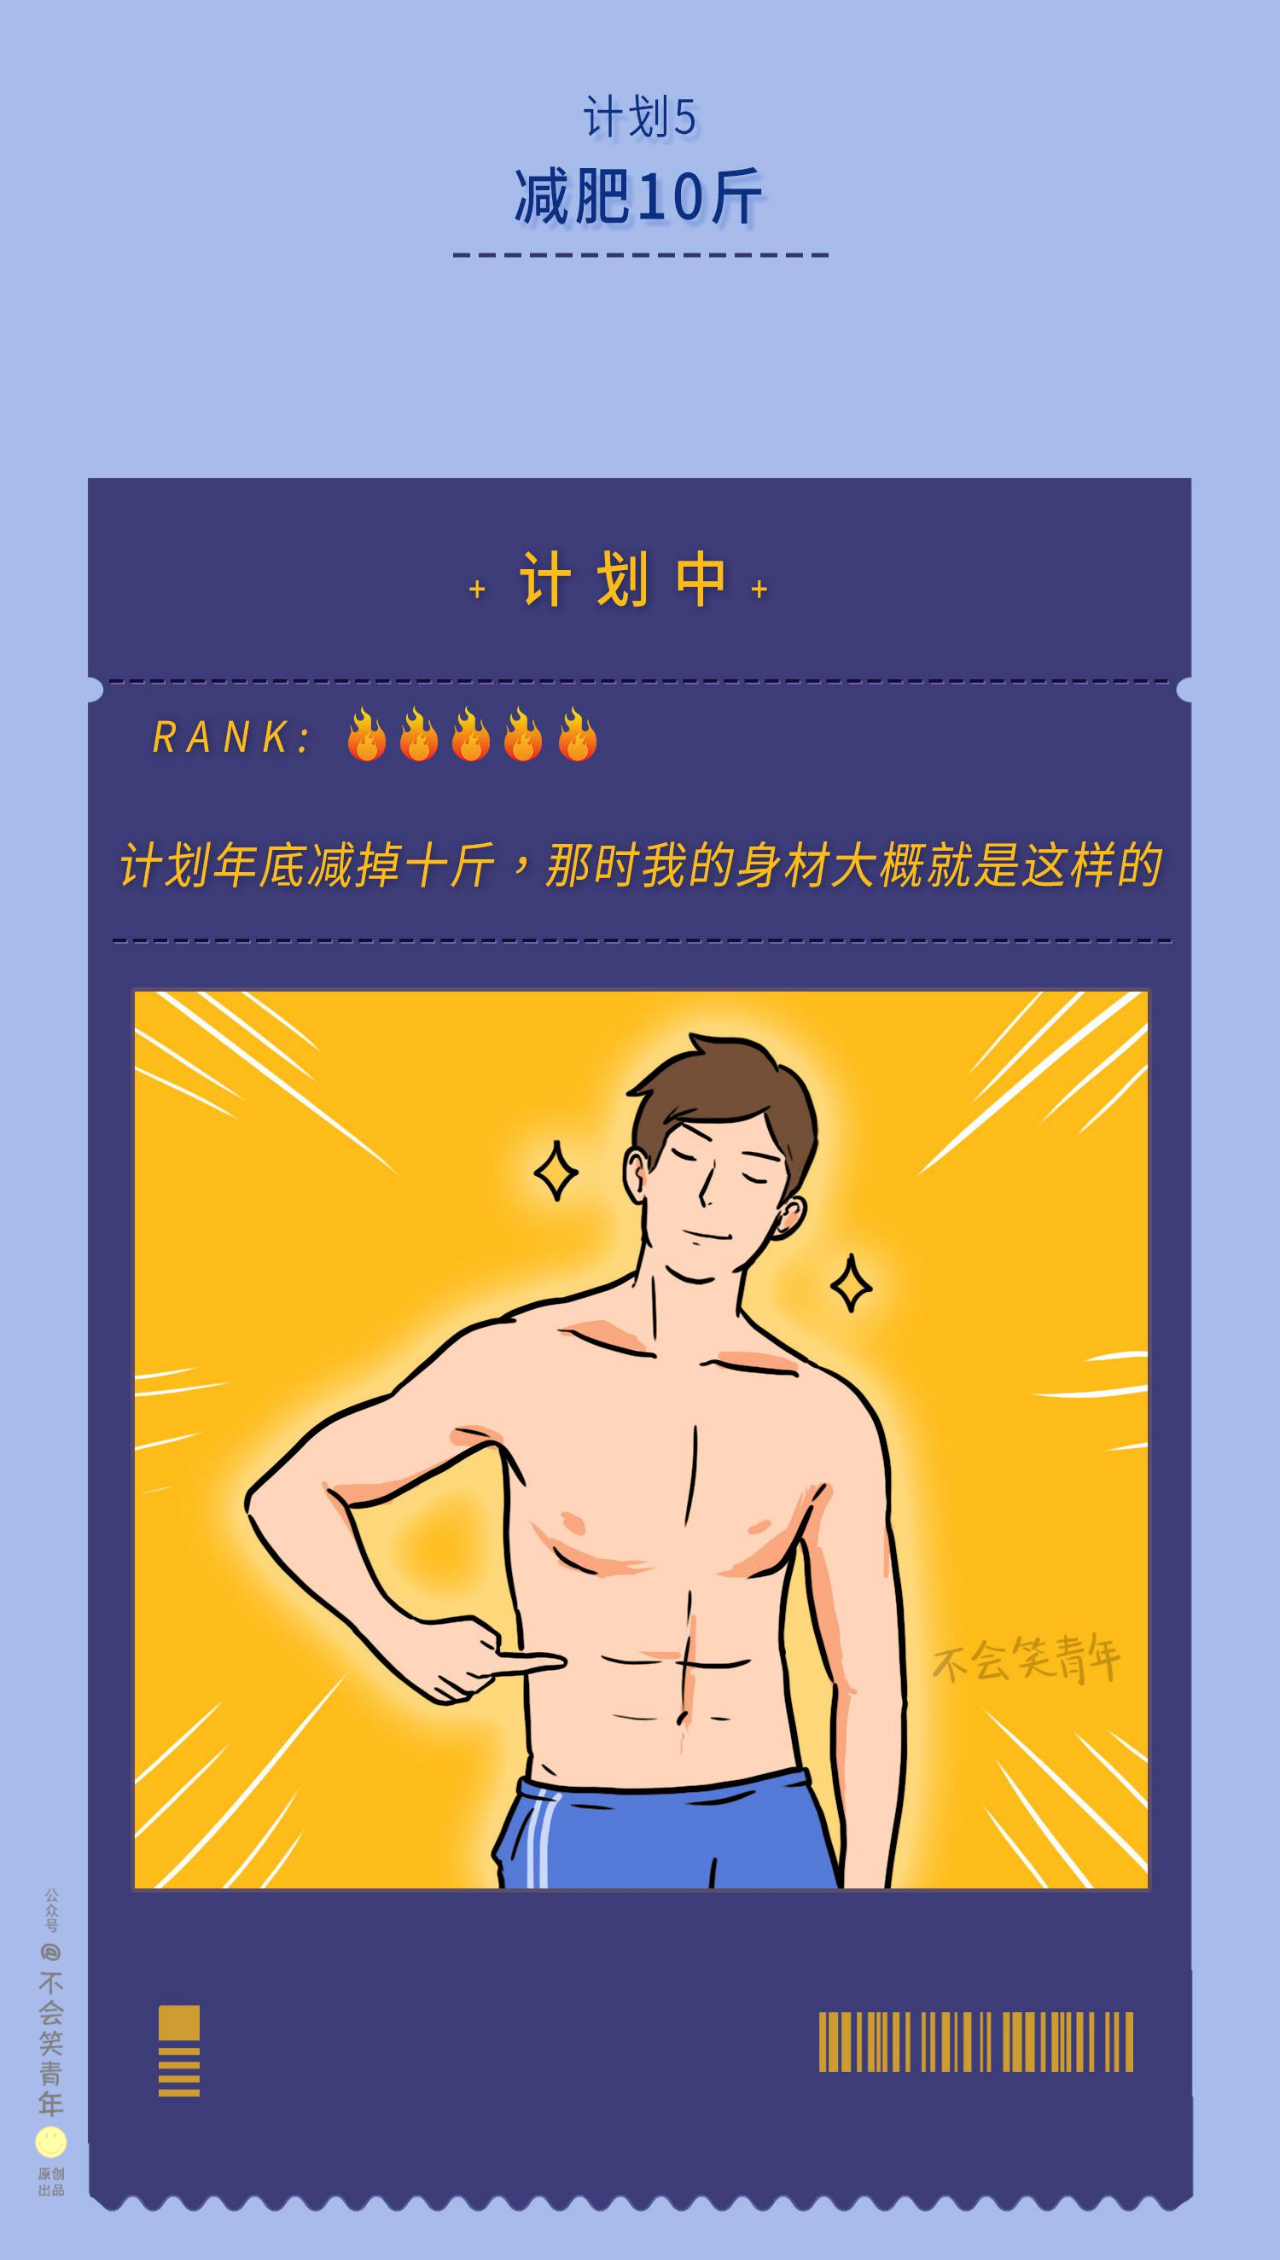 计划5
减肥10斤
+ 计划中 +
RANK: 🔥🔥🔥🔥🔥
计划年底减掉十斤，那时我的身材大概就是这样的
不会笑青年
公众号
@不会笑青年
原创
出品